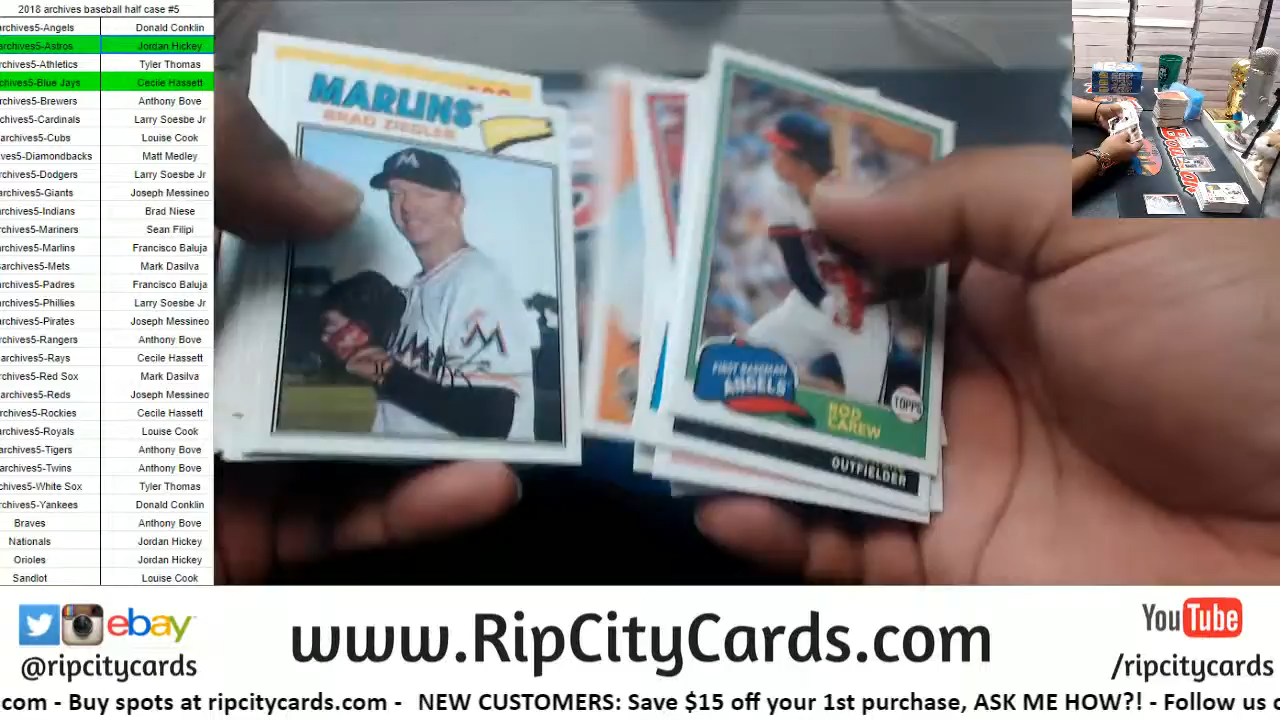 2018 archives baseball half case #5
archives5-Angels Donald Conklin
archives5-Astros Jordan Hickey
archives5-Athletics Tyler Thomas
archives5-Blue Jays Cecile Hassett
archives5-Brewers Anthony Bove
archives5-Cardinals Larry Soesbe Jr
archives5-Cubs Louise Cook
ves5-Diamondbacks Matt Medley
archives5-Dodgers Larry Soesbe Jr
archives5-Giants Joseph Messineo
archives5-Indians Brad Niese
archives5-Mariners Sean Filipi
archives5-Marlins Francisco Baluja
archives5-Mets Mark Dasilva
archives5-Padres Francisco Baluja
archives5-Phillies Larry Soesbe Jr
archives5-Pirates Joseph Messineo
archives5-Rangers Anthony Bove
archives5-Rays Cecile Hassett
archives5-Red Sox Mark Dasilva
archives5-Reds Joseph Messineo
archives5-Rockies Cecile Hassett
archives5-Royals Louise Cook
archives5-Tigers Anthony Bove
archives5-Twins Anthony Bove
chives5-White Sox Tyler Thomas
rchives5-Yankees Donald Conklin
Braves Anthony Bove
Nationals Jordan Hickey
Orioles Jordan Hickey
Sandlot Louise Cook
MARLINS
BRAD ZIEGLER
FIRST BASEMAN
ANGELS
ROD
CAREW
TOPPS
OUTFIELDER
ebay
@ripcitycards
www.RipCityCards.com
YouTube
/ripcitycards
com - Buy spots at ripcitycards.com - NEW CUSTOMERS: Save $15 off your 1st purchase, ASK ME HOW?! - Follow us